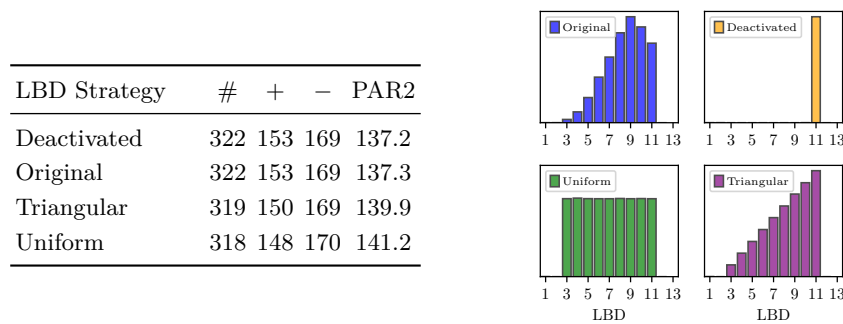 LBD Strategy # + − PAR2
Deactivated 322 153 169 137.2
Original 322 153 169 137.3
Triangular 319 150 169 139.9
Uniform 318 148 170 141.2
Original
1 3 5 7 9 11 13
Deactivated
1 3 5 7 9 11 13
Uniform
1 3 5 7 9 11 13
LBD
Triangular
1 3 5 7 9 11 13
LBD